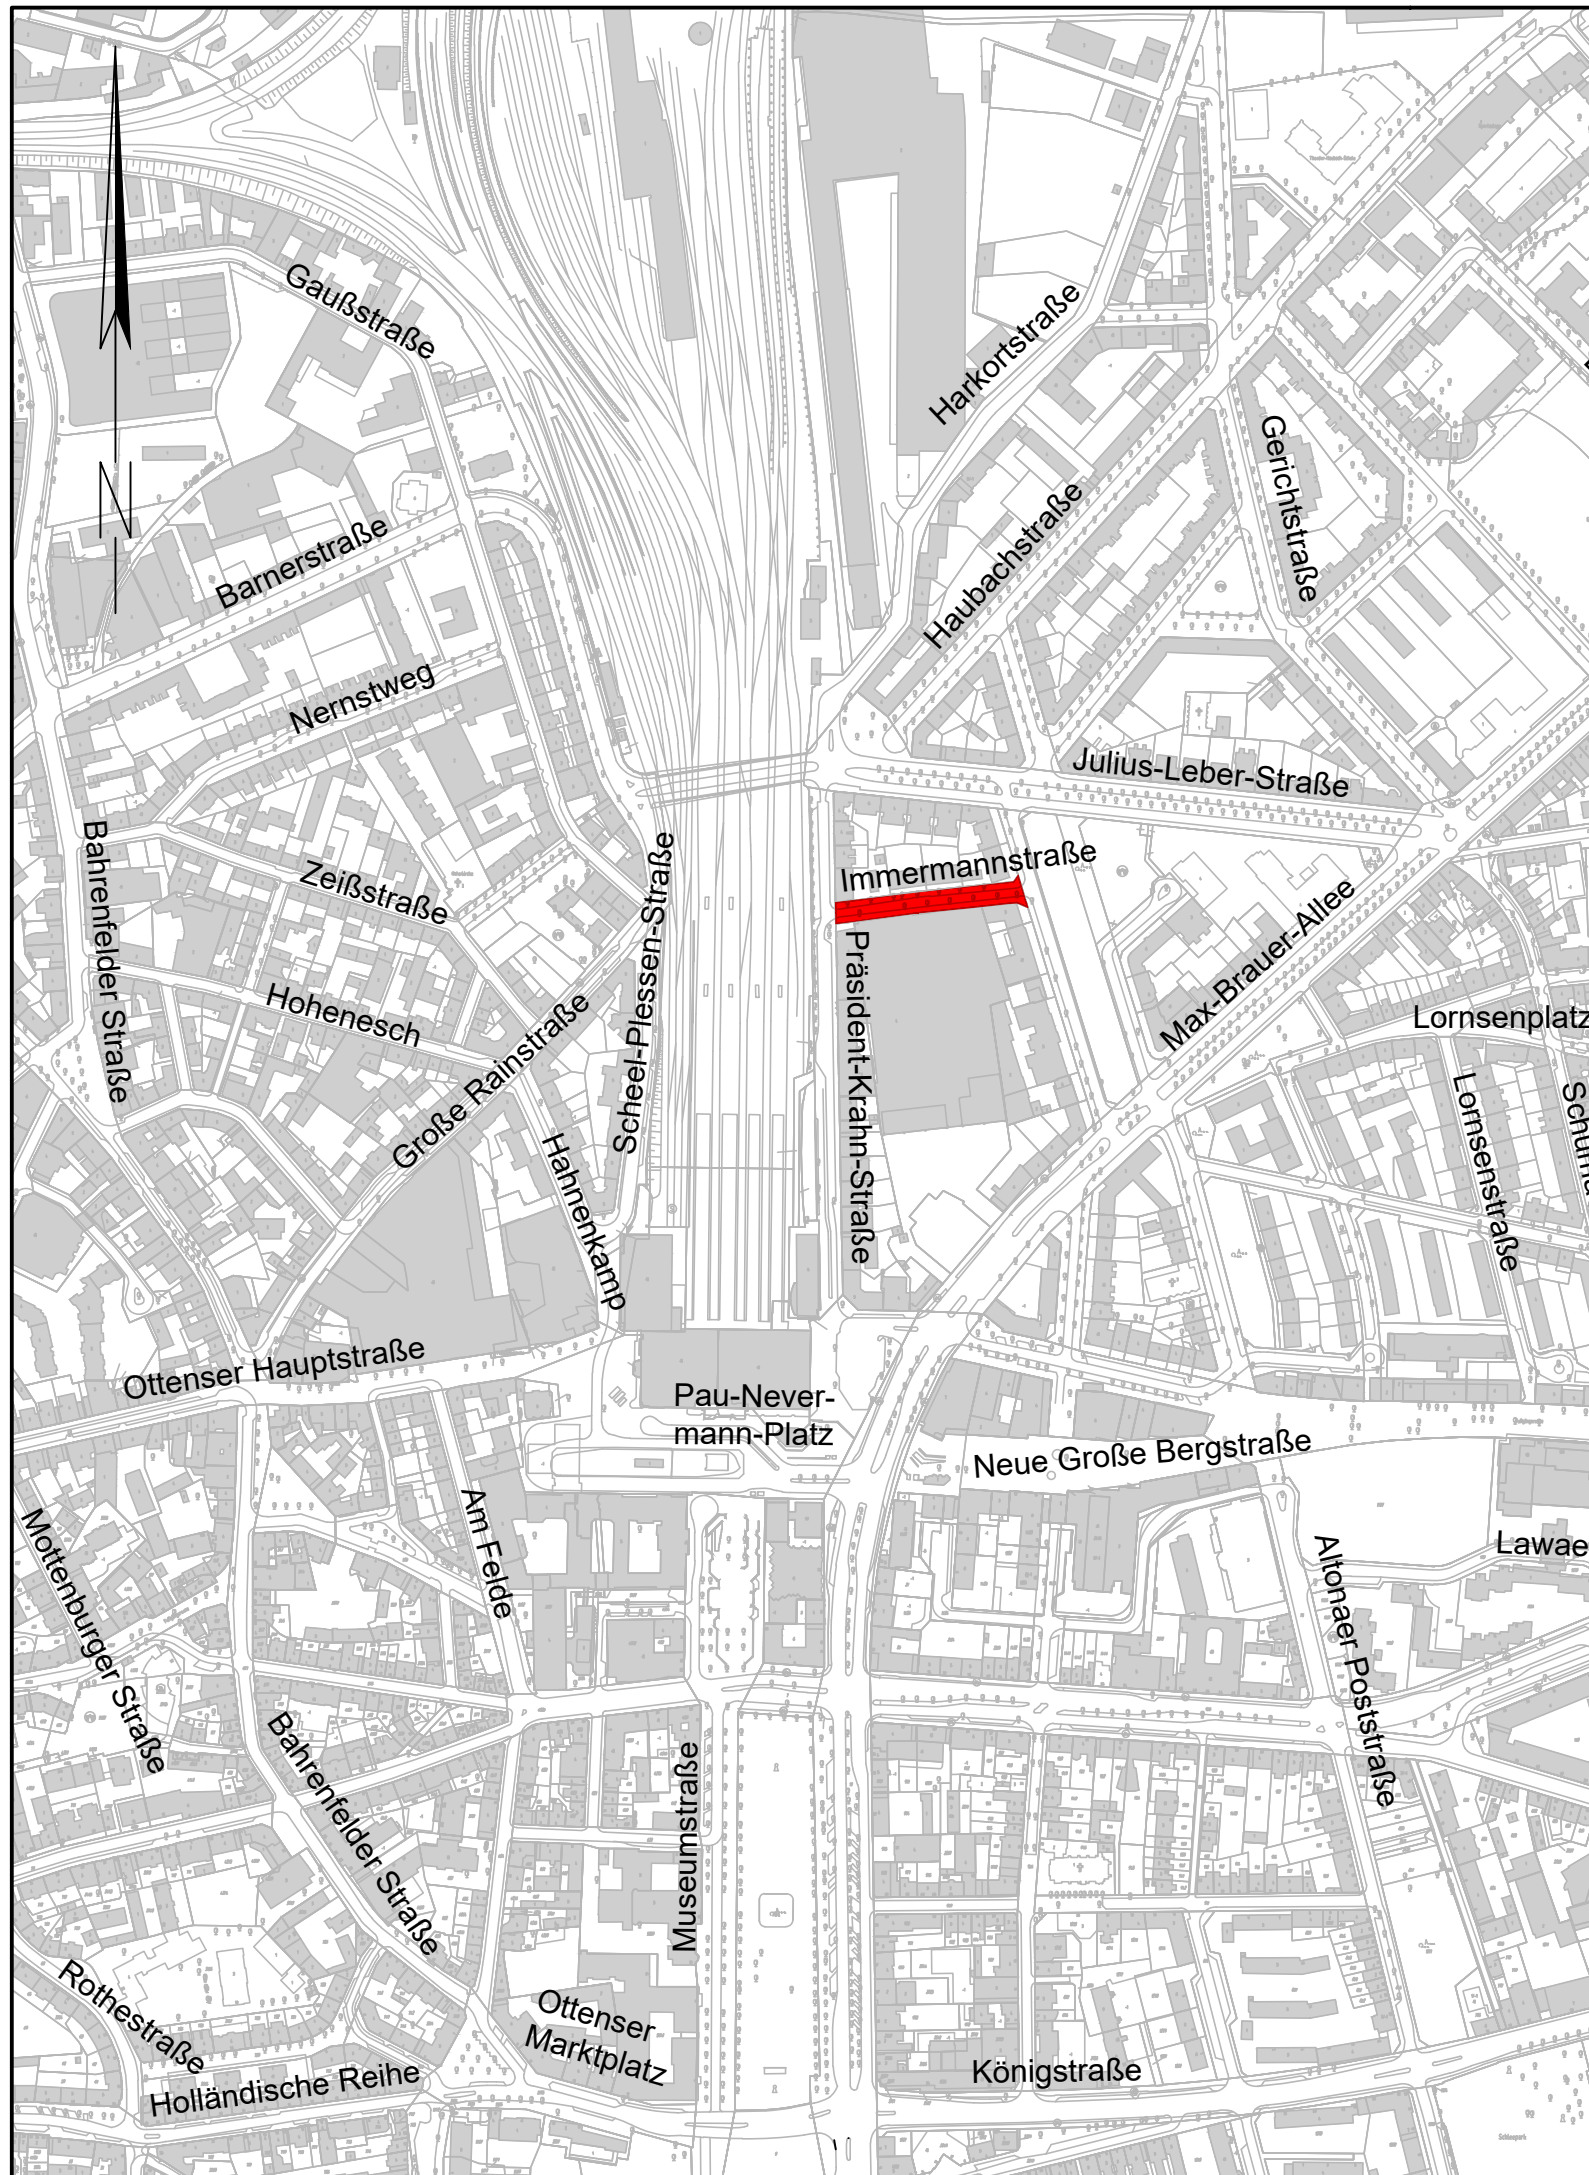 Gaußstraße
Harkortstraße
Gerichtstraße
Haubachstraße
N
Barnerstraße
Nernstweg
Julius-Leber-Straße
Bahrenfelder Straße
Zeißstraße
Scheel-Plessen-Straße
Immermannstraße
Max-Brauer-Allee
Präsident-Krahn-Straße
Hohenesch
Große Rainstraße
Lornsenplatz
Lornsenstraße
Hahnenkamp
Ottenser Hauptstraße
Pau-Never-
mann-Platz
Neue Große Bergstraße
Am Felde
Mottenburger Straße
Altonaer Poststraße
Lawae
Bahrenfelder Straße
Museumstraße
Rothestraße
Ottenser
Marktplatz
Königstraße
Holländische Reihe